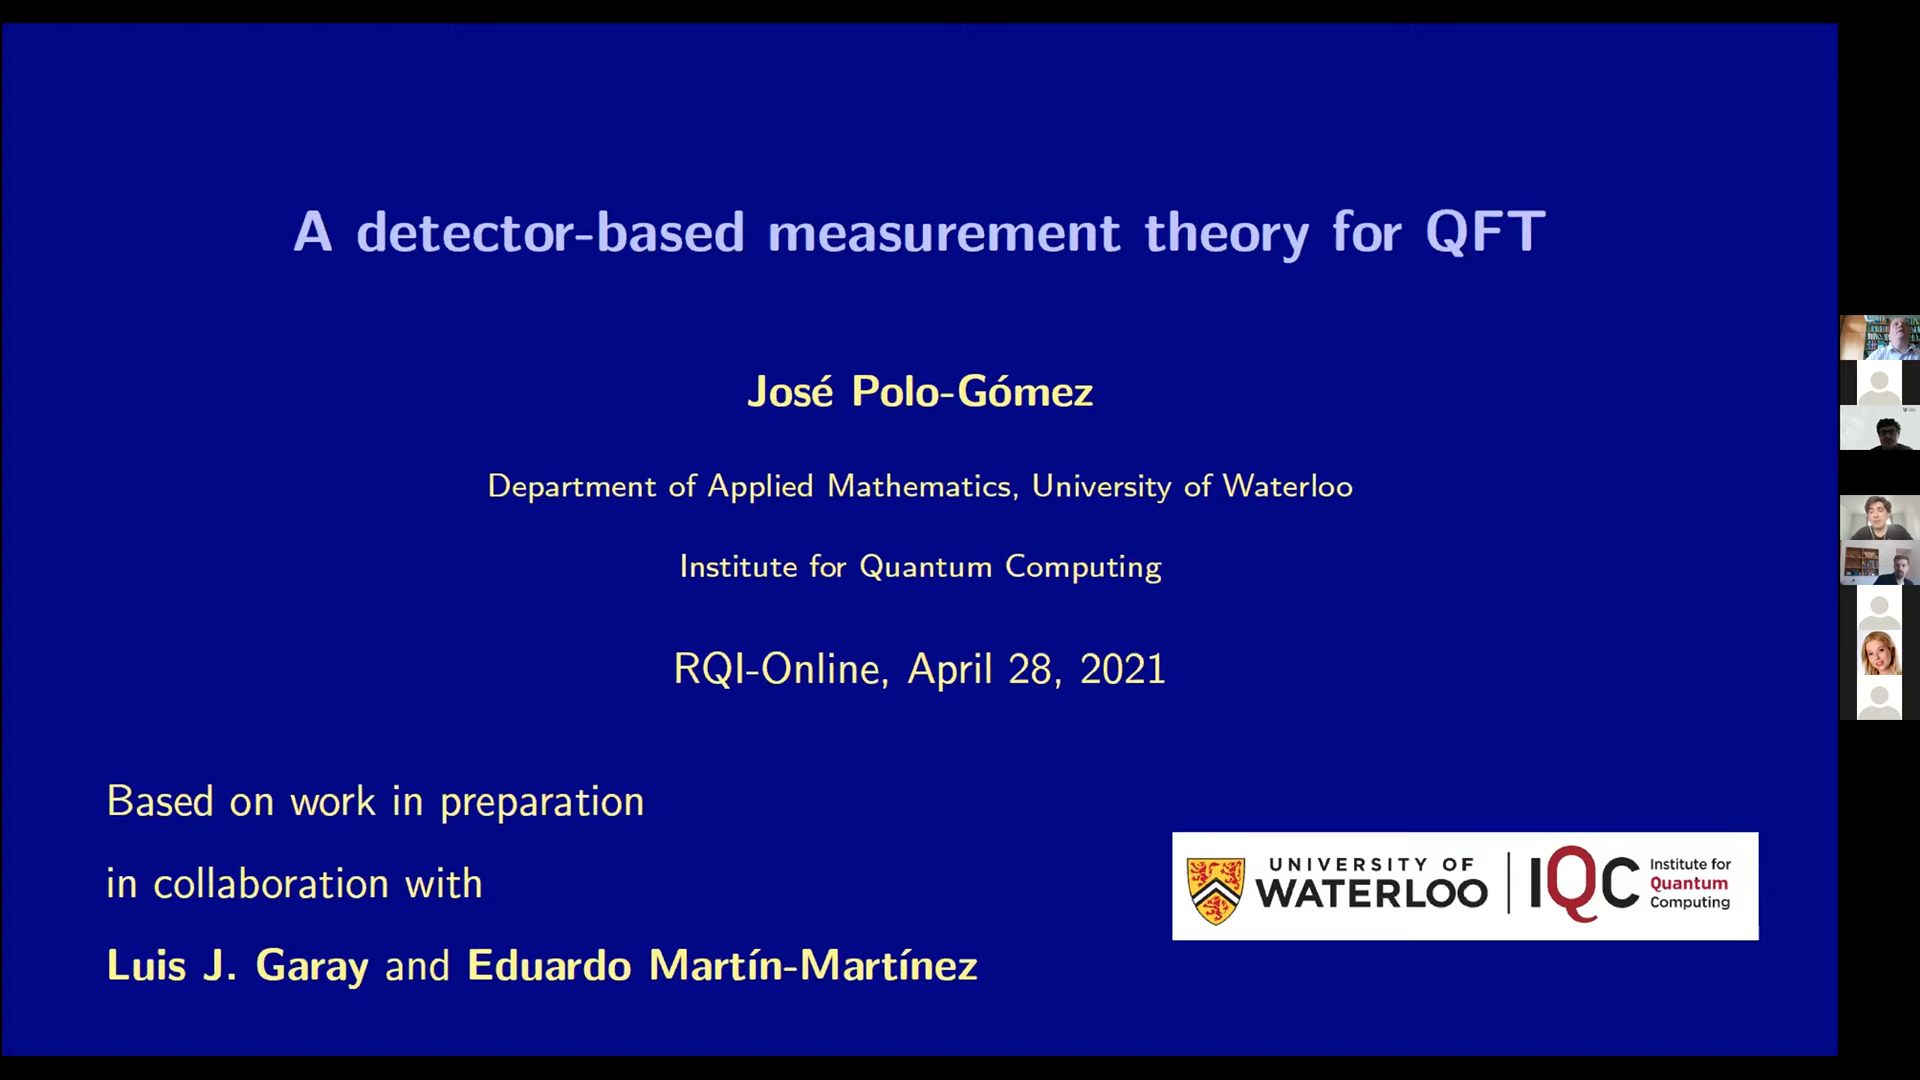 A detector-based measurement theory for QFT
José Polo-Gómez
Department of Applied Mathematics, University of Waterloo
Institute for Quantum Computing
RQI-Online, April 28, 2021
Based on work in preparation
in collaboration with
Luis J. Garay and Eduardo Martín-Martínez
UNIVERSITY OF
WATERLOO
IQC
Institute for
Quantum
Computing